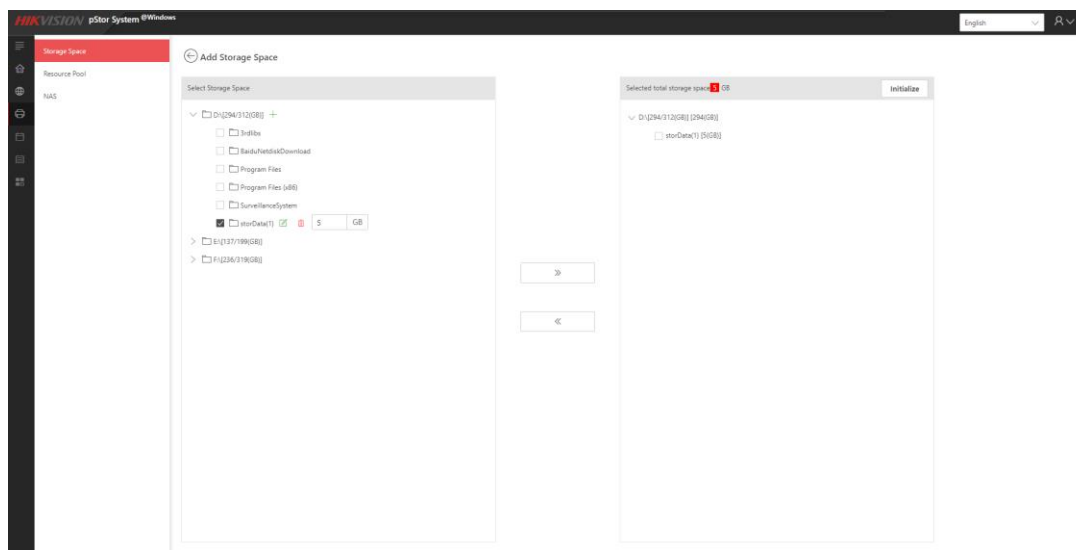 HIKVISION pStor System @Windows
English
Storage Space
Resource Pool
NAS
Add Storage Space
Select Storage Space
D:\[294/312(GB)]
3rdlibs
BaiduNetdiskDownload
Program Files
Program Files (x86)
SurveillanceSystem
storData(1) 5 GB
E:\[137/199(GB)]
F:\[236/319(GB)]
Selected total storage space 5 GB
Initialize
D:\[294/312(GB)] [294(GB)]
storData(1) [5(GB)]